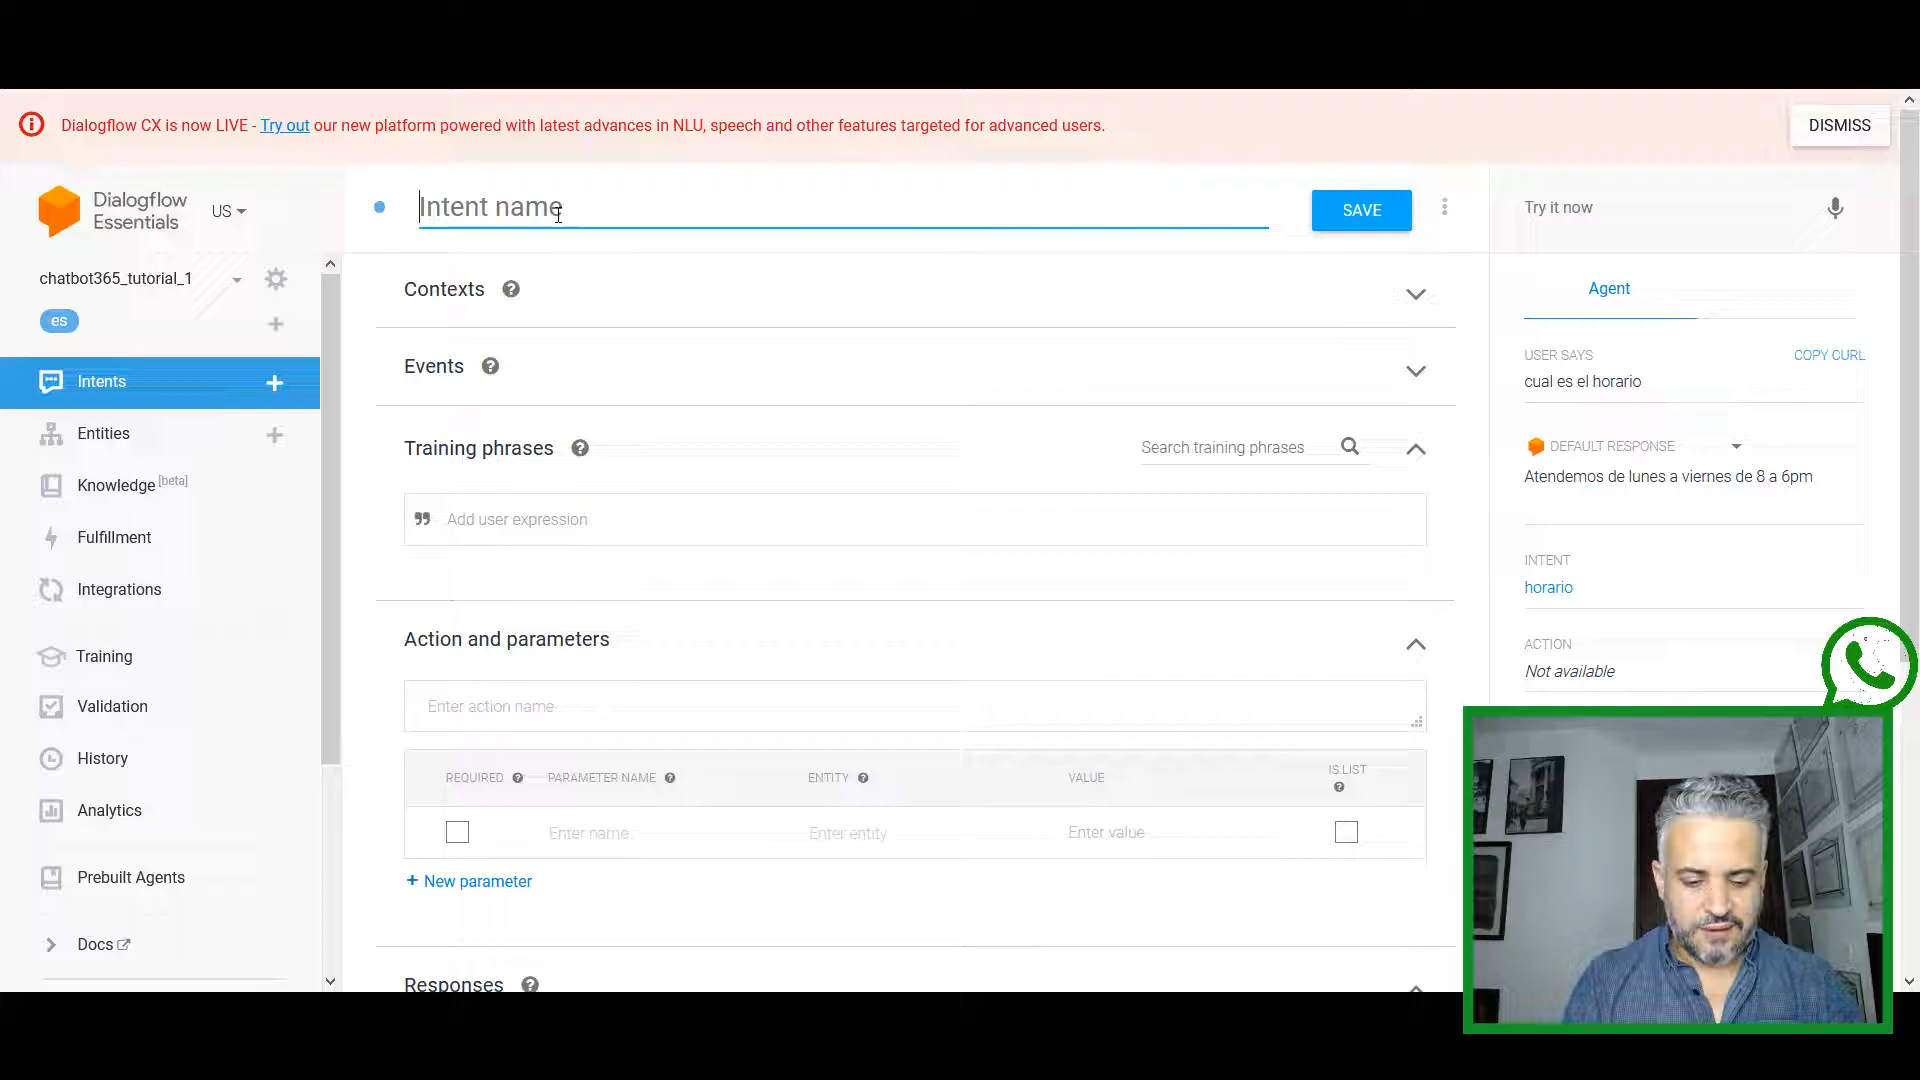 Dialogflow CX is now LIVE - Try out our new platform powered with latest advances in NLU, speech and other features targeted for advanced users.
DISMISS
Dialogflow
Essentials
US
Intent name
SAVE
Try it now
chatbot365_tutorial_1
es
Intents
Entities
Knowledge [beta]
Fulfillment
Integrations
Training
Validation
History
Analytics
Prebuilt Agents
Docs
Contexts
Events
Training phrases
Search training phrases
Add user expression
Action and parameters
Enter action name
REQUIRED PARAMETER NAME ENTITY VALUE IS LIST
Enter name Enter entity Enter value
+ New parameter
Responses
Agent
USER SAYS COPY CURL
cual es el horario
DEFAULT RESPONSE
Atendemos de lunes a viernes de 8 a 6pm
INTENT
horario
ACTION
Not available